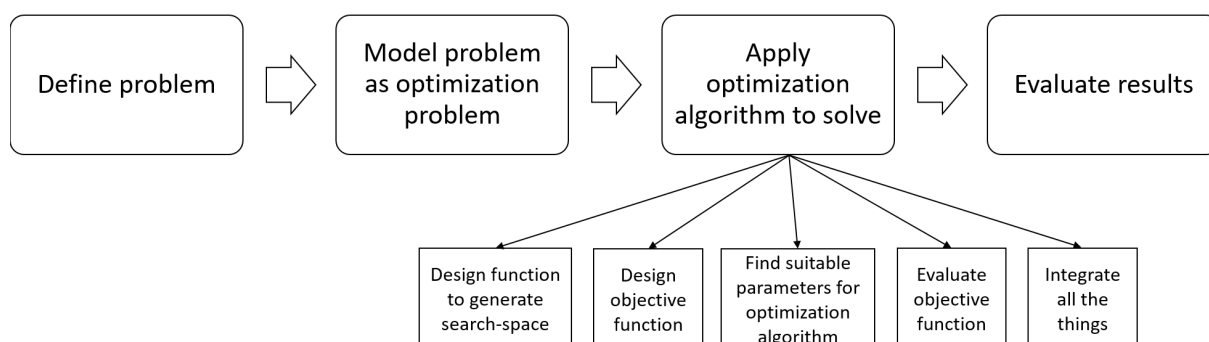 Define problem
Model problem
as optimization
problem
Apply
optimization
algorithm to solve
Evaluate results
Design function
to generate
search-space
Design
objective
function
Find suitable
parameters for
optimization
algorithm
Evaluate
objective
function
Integrate
all the
things